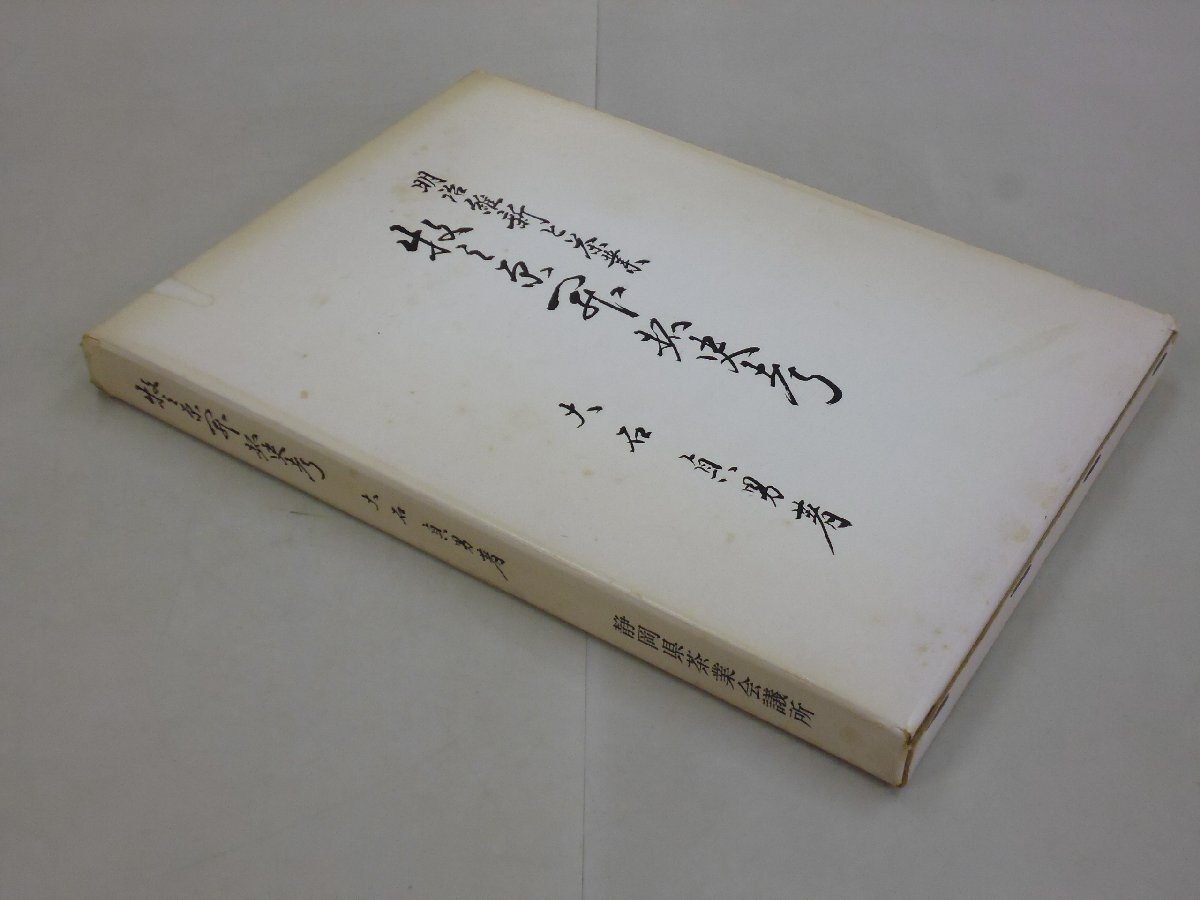 明治維新と茶業
牧之原開拓史考
大石貞男著
牧之原開拓史考
大石貞男著
静岡県茶業会議所